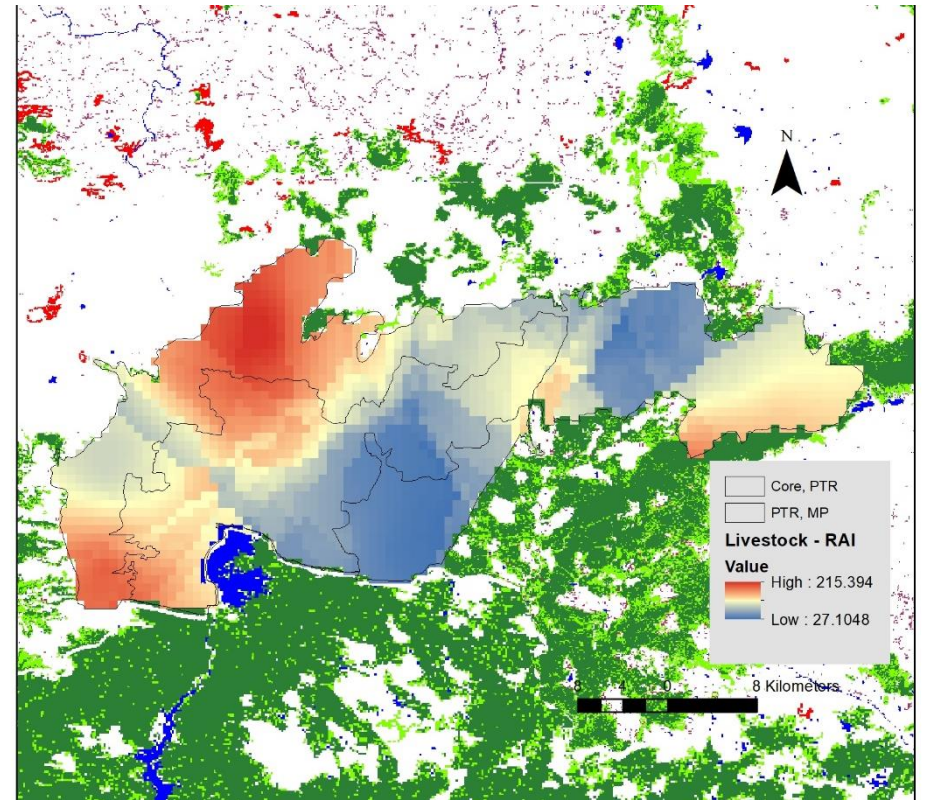 N
Core, PTR
PTR, MP
Livestock - RAI
Value
High : 215.394
Low : 27.1048
8 4 0 8 Kilometers